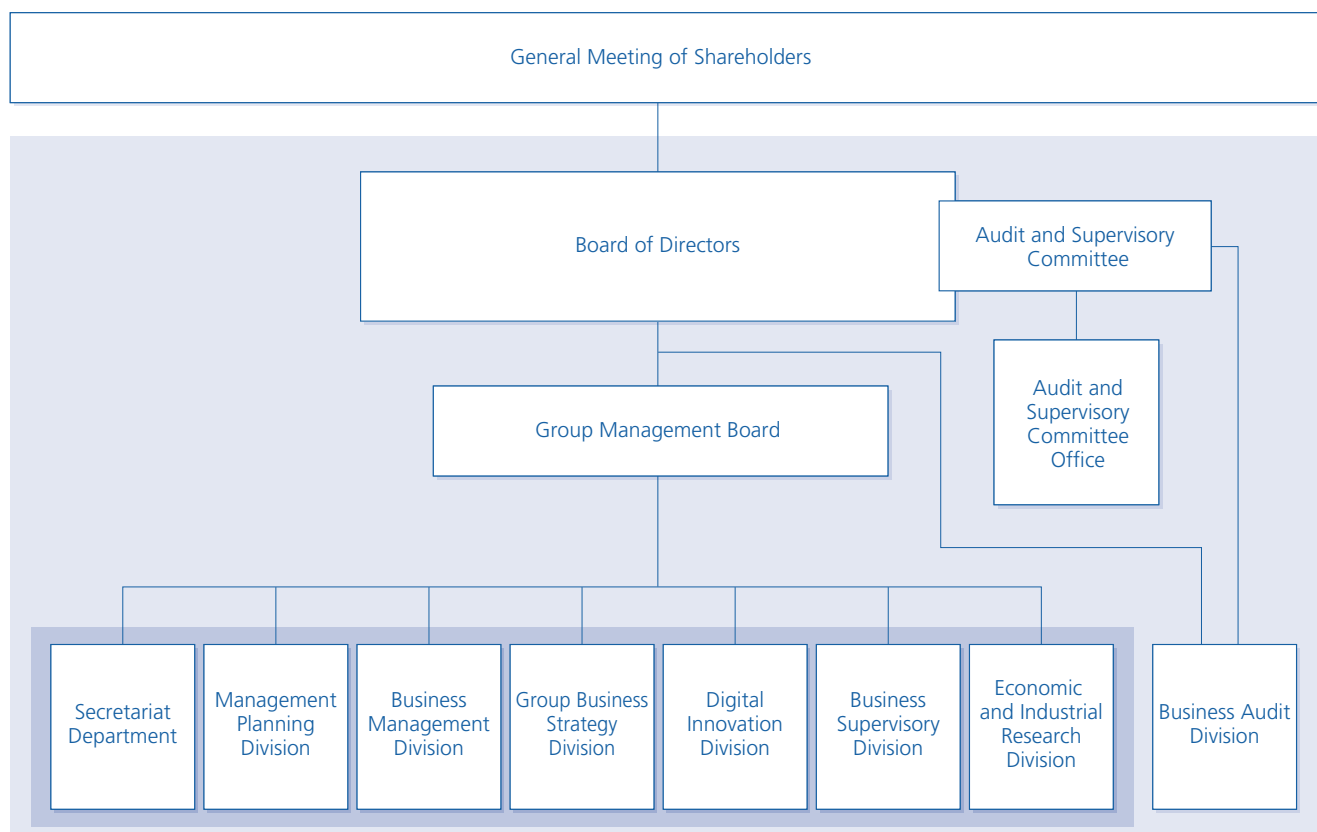 General Meeting of Shareholders
Board of Directors
Audit and Supervisory
Committee
Audit and
Supervisory
Committee
Office
Group Management Board
Secretariat
Department
Management
Planning
Division
Business
Management
Division
Group Business
Strategy
Division
Digital
Innovation
Division
Business
Supervisory
Division
Economic
and Industrial
Research
Division
Business Audit
Division